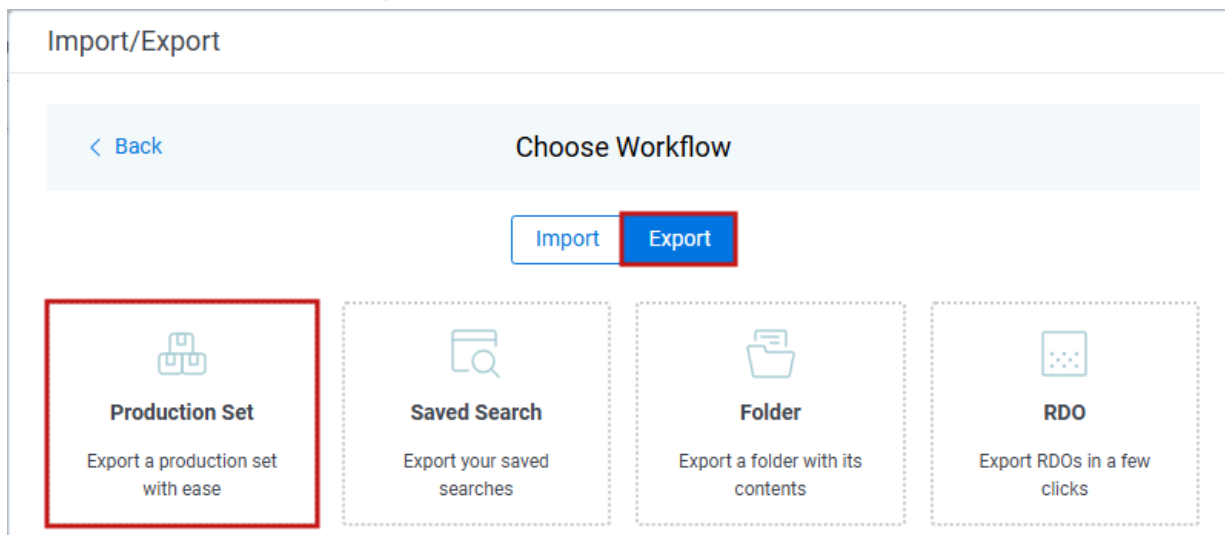 Import/Export
< Back
Choose Workflow
Import
Export
Production Set
Export a production set
with ease
Saved Search
Export your saved
searches
Folder
Export a folder with its
contents
RDO
Export RDOs in a few
clicks